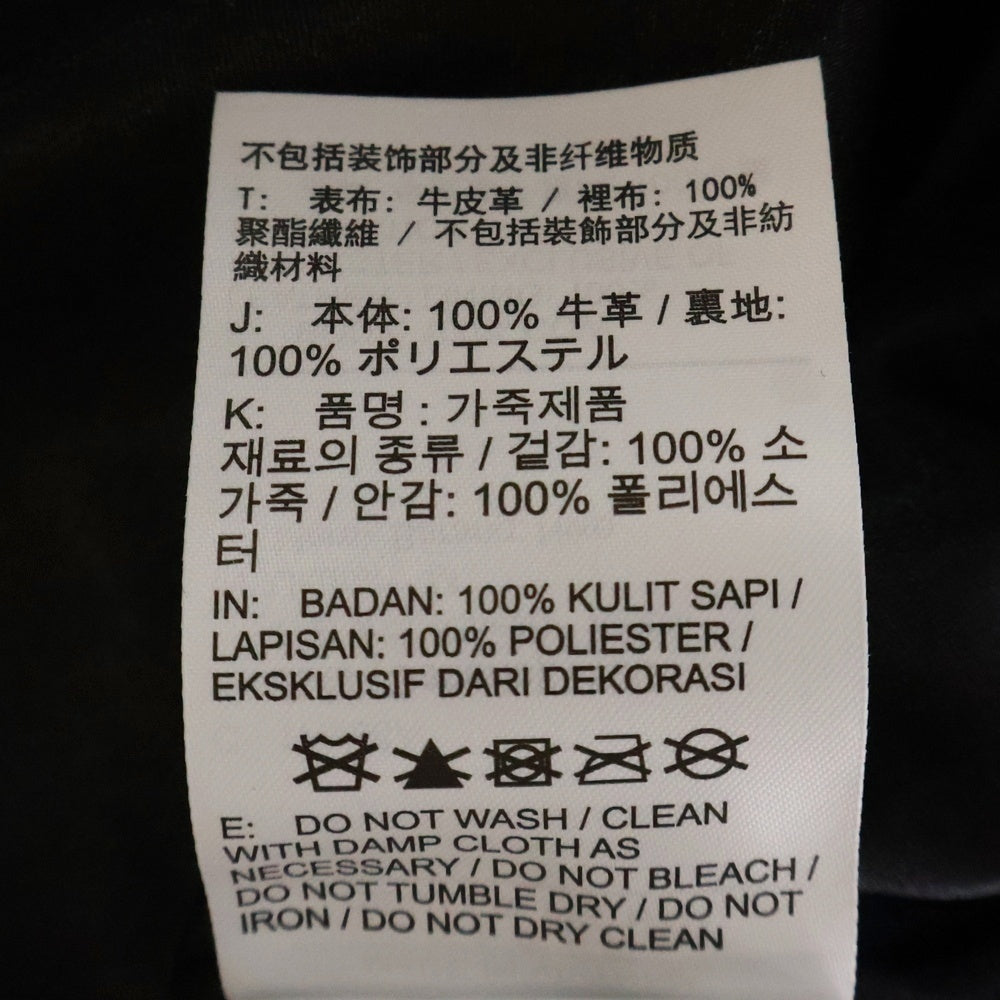 不包括装饰部分及非纤维物质
T: 表布: 牛皮革 / 裡布: 100%
聚酯纖維 / 不包括裝飾部分及非紡
織材料
J: 本体: 100% 牛革 / 裏地:
100% ポリエステル
K: 품명 : 가죽제품
재료의 종류 / 겉감: 100% 소
가죽 / 안감: 100% 폴리에스
터
IN: BADAN: 100% KULIT SAPI /
LAPISAN: 100% POLIESTER /
EKSKLUSIF DARI DEKORASI
E: DO NOT WASH / CLEAN
WITH DAMP CLOTH AS
NECESSARY / DO NOT BLEACH /
DO NOT TUMBLE DRY / DO NOT
IRON / DO NOT DRY CLEAN